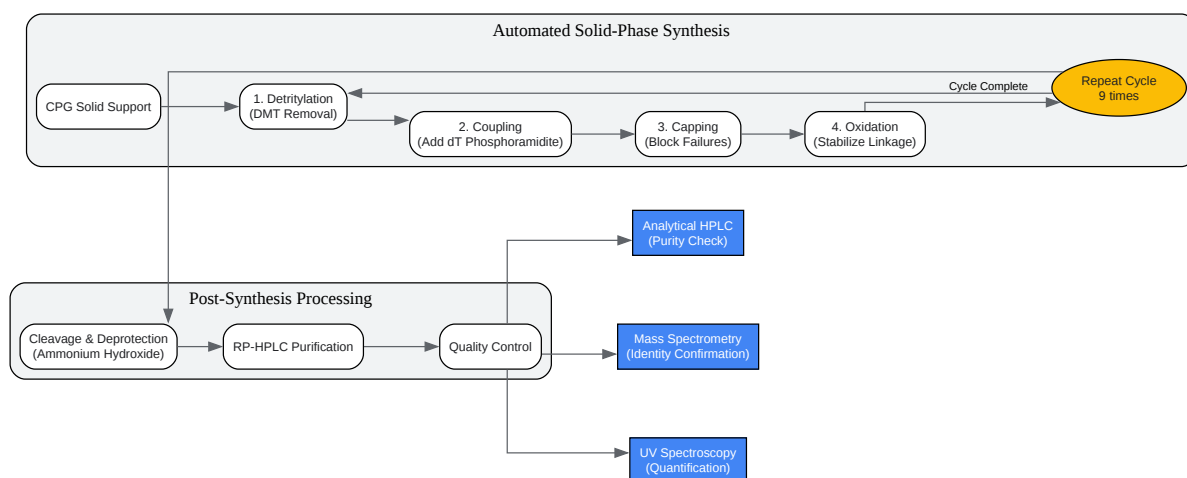 Automated Solid-Phase Synthesis
CPG Solid Support
1. Detritylation
(DMT Removal)
2. Coupling
(Add dT Phosphoramidite)
3. Capping
(Block Failures)
4. Oxidation
(Stabilize Linkage)
Cycle Complete
Repeat Cycle
9 times
Post-Synthesis Processing
Cleavage & Deprotection
(Ammonium Hydroxide)
RP-HPLC Purification
Quality Control
Analytical HPLC
(Purity Check)
Mass Spectrometry
(Identity Confirmation)
UV Spectroscopy
(Quantification)